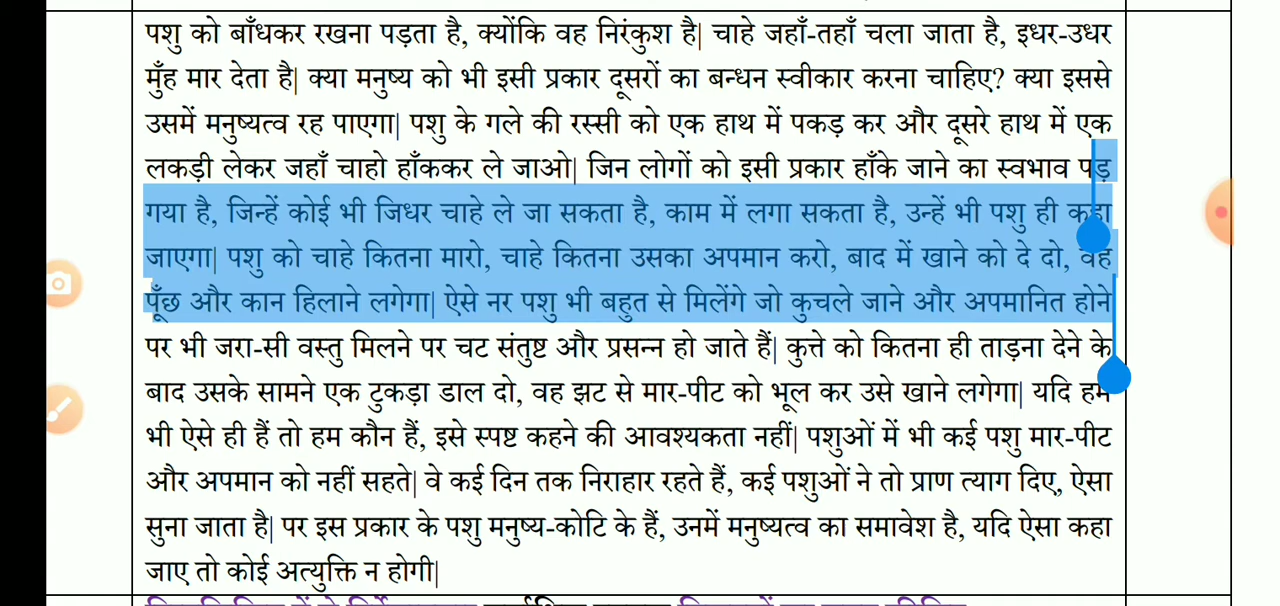 पशु को बाँधकर रखना पड़ता है, क्योंकि वह निरंकुश है| चाहे जहाँ-तहाँ चला जाता है, इधर-उधर
मुँह मार देता है| क्या मनुष्य को भी इसी प्रकार दूसरों का बन्धन स्वीकार करना चाहिए? क्या इससे
उसमें मनुष्यत्व रह पाएगा| पशु के गले की रस्सी को एक हाथ में पकड़ कर और दूसरे हाथ में एक
लकड़ी लेकर जहाँ चाहो हाँककर ले जाओ| जिन लोगों को इसी प्रकार हाँके जाने का स्वभाव पड़
गया है, जिन्हें कोई भी जिधर चाहे ले जा सकता है, काम में लगा सकता है, उन्हें भी पशु ही कहा
जाएगा| पशु को चाहे कितना मारो, चाहे कितना उसका अपमान करो, बाद में खाने को दे दो, वह
पूँछ और कान हिलाने लगेगा| ऐसे नर पशु भी बहुत से मिलेंगे जो कुचले जाने और अपमानित होने
पर भी जरा-सी वस्तु मिलने पर चट संतुष्ट और प्रसन्न हो जाते हैं| कुत्ते को कितना ही ताड़ना देने के
बाद उसके सामने एक टुकड़ा डाल दो, वह झट से मार-पीट को भूल कर उसे खाने लगेगा| यदि हम
भी ऐसे ही हैं तो हम कौन हैं, इसे स्पष्ट कहने की आवश्यकता नहीं| पशुओं में भी कई पशु मार-पीट
और अपमान को नहीं सहते| वे कई दिन तक निराहार रहते हैं, कई पशुओं ने तो प्राण त्याग दिए, ऐसा
सुना जाता है| पर इस प्रकार के पशु मनुष्य-कोटि के हैं, उनमें मनुष्यत्व का समावेश है, यदि ऐसा कहा
जाए तो कोई अत्युक्ति न होगी|